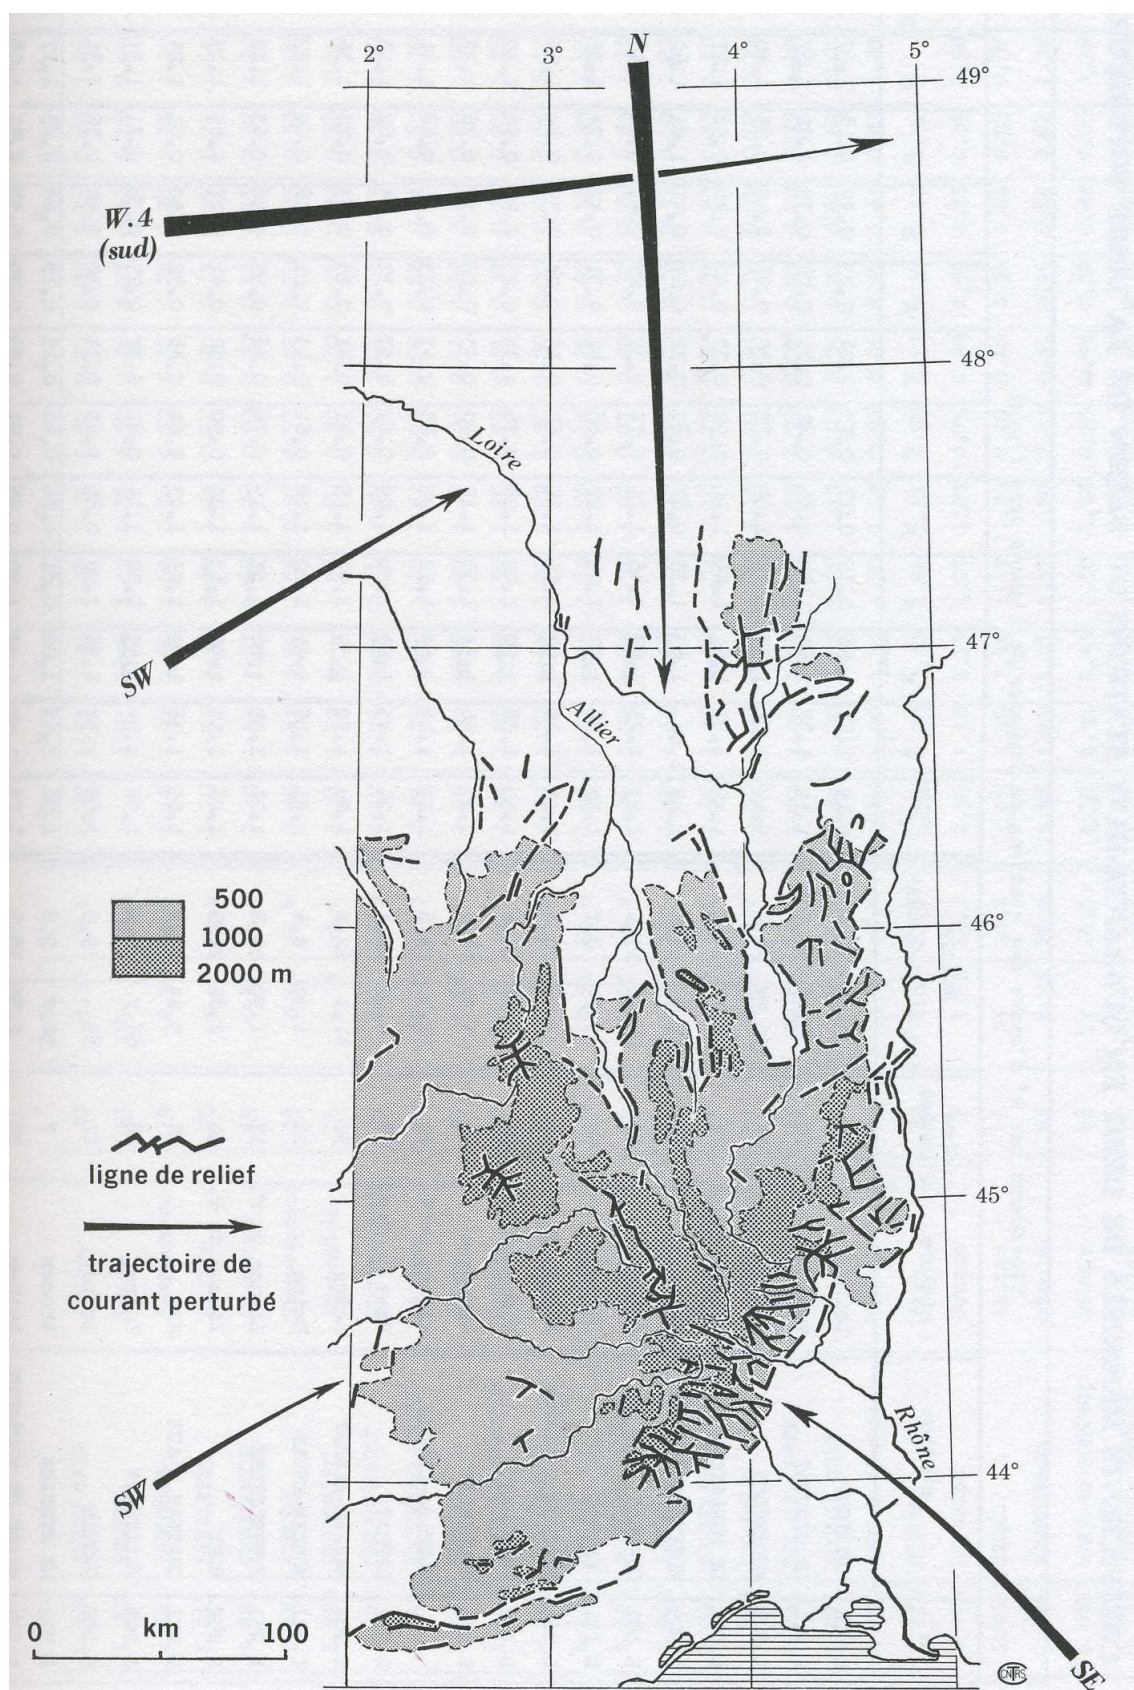 2°
3°
N
4°
5°
49°
W.4
(sud)
48°
Loire
SW
47°
Allier
500
1000
2000 m
46°
ligne de relief
45°
trajectoire de
courant perturbé
SW
Rhône
44°
0
km
100
CNTRS
SE